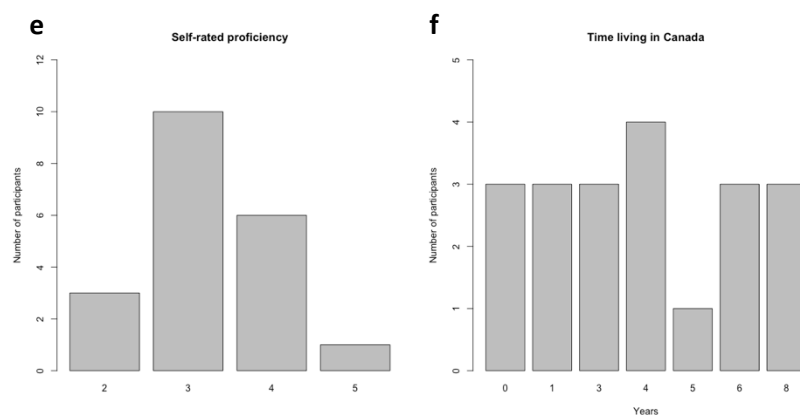 e
Self-rated proficiency
Number of participants
12
10
8
6
4
2
0
2 3 4 5
f
Time living in Canada
Number of participants
5
4
3
2
1
0
0 1 3 4 5 6 8
Years